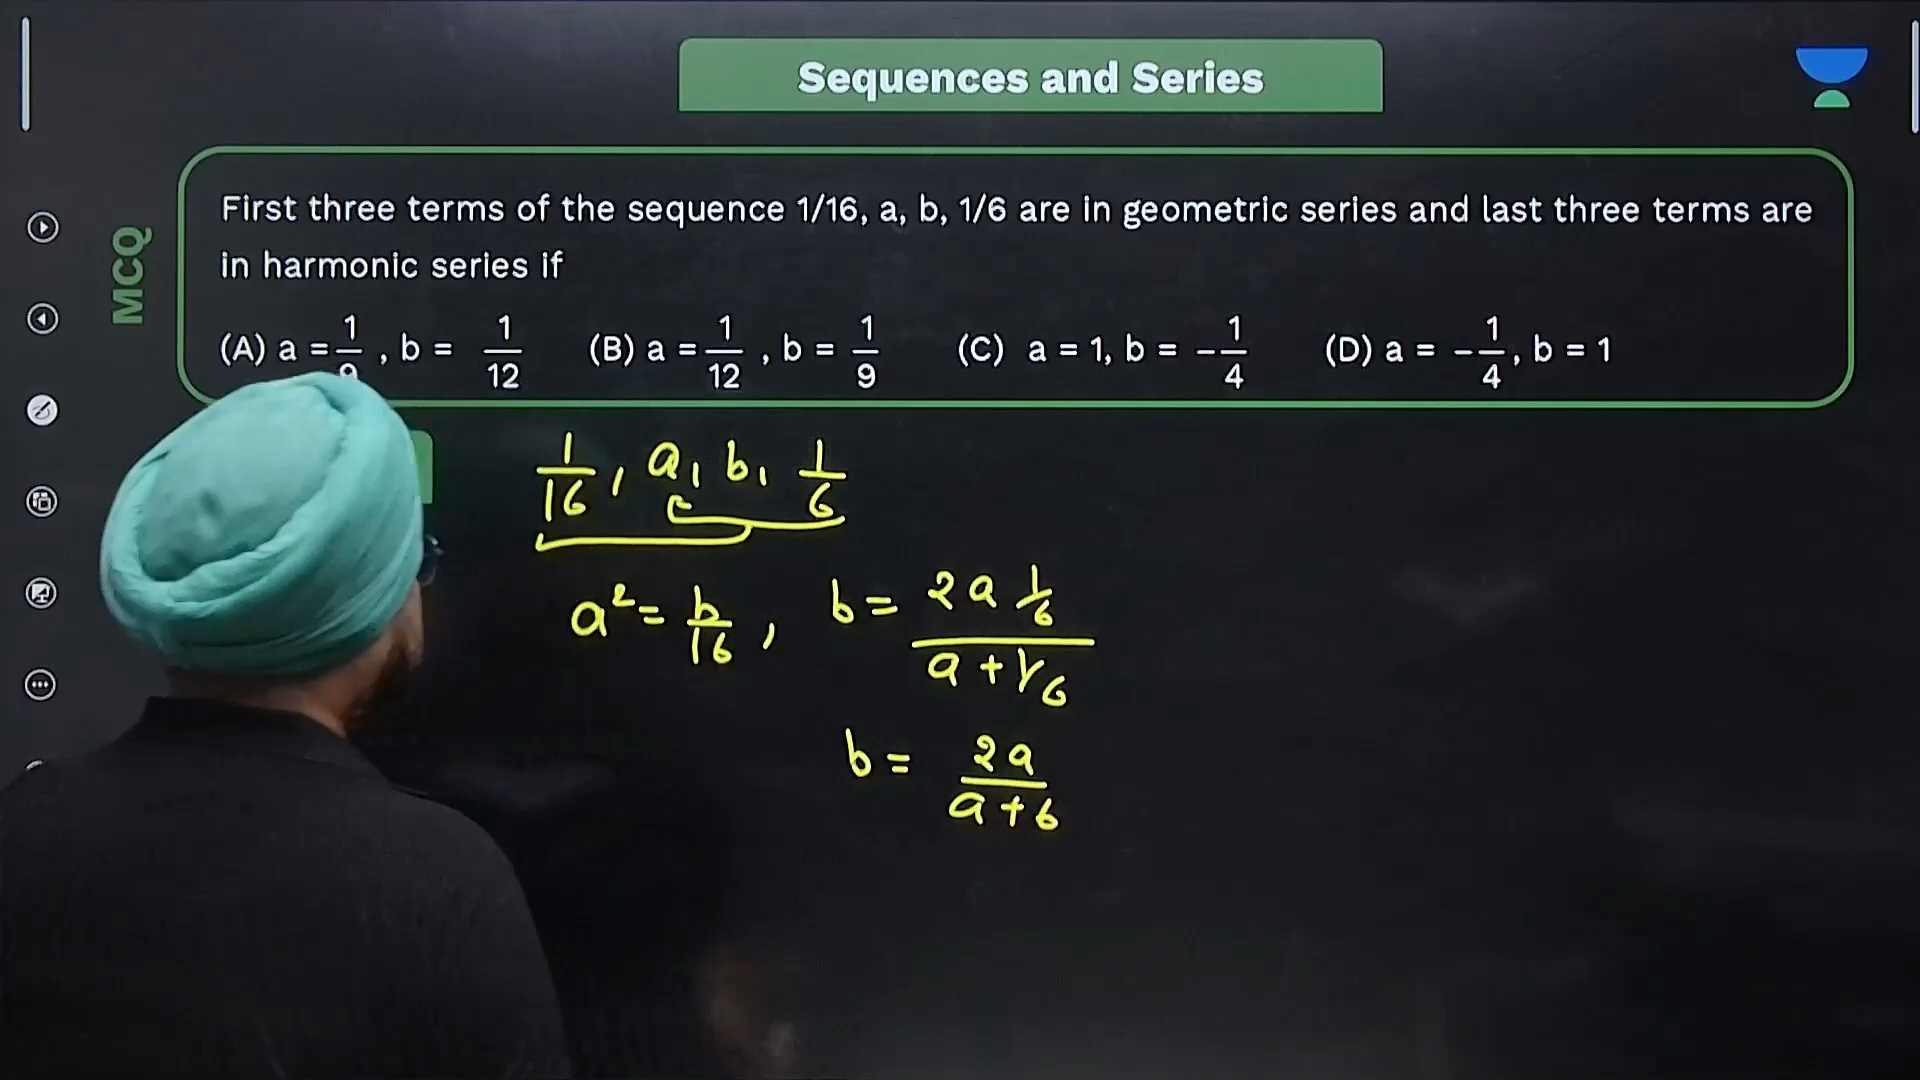 Sequences and Series
MCQ
First three terms of the sequence 1/16, a, b, 1/6 are in geometric series and last three terms are
in harmonic series if
(A) a = 1/9 , b = 1/12 (B) a = 1/12 , b = 1/9 (C) a = 1, b = -1/4 (D) a = -1/4, b = 1
1/16 , a, b, 1/6
a² = b/16 , b = 2a 1/6 / a + 1/6
b = 2a / a + 6